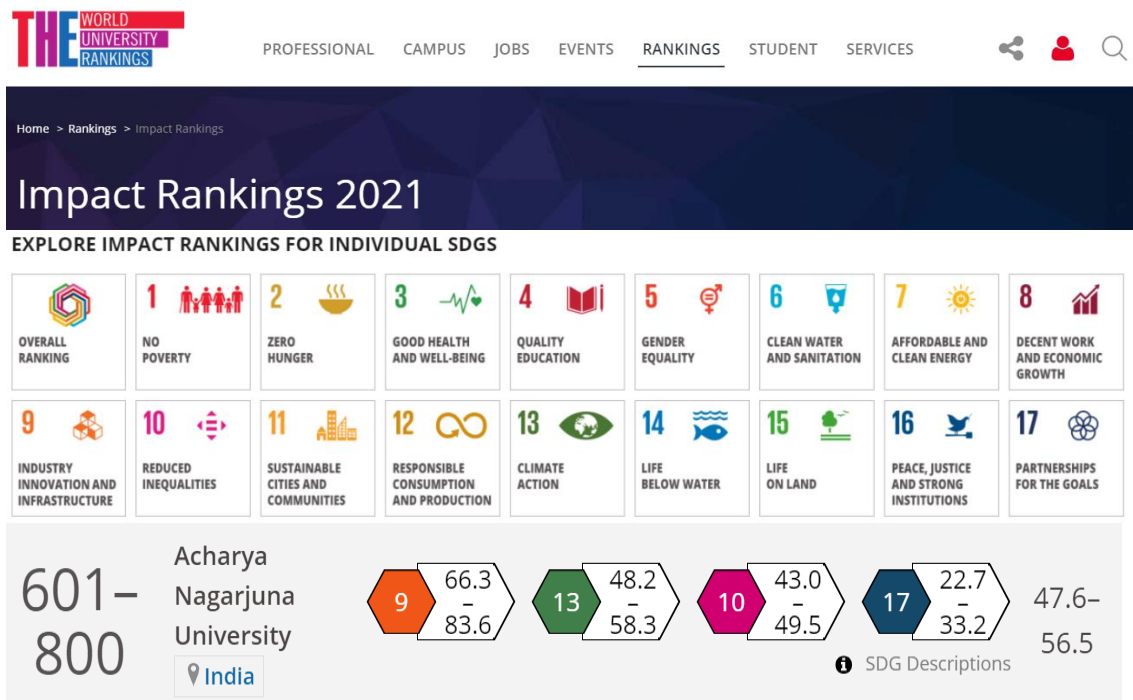 THE WORLD
UNIVERSITY
RANKINGS
PROFESSIONAL CAMPUS JOBS EVENTS RANKINGS STUDENT SERVICES
Home > Rankings > Impact Rankings
Impact Rankings 2021
EXPLORE IMPACT RANKINGS FOR INDIVIDUAL SDGS
OVERALL
RANKING
1
NO
POVERTY
2
ZERO
HUNGER
3
GOOD HEALTH
AND WELL-BEING
4
QUALITY
EDUCATION
5
GENDER
EQUALITY
6
CLEAN WATER
AND SANITATION
7
AFFORDABLE AND
CLEAN ENERGY
8
DECENT WORK
AND ECONOMIC
GROWTH
9
INDUSTRY
INNOVATION AND
INFRASTRUCTURE
10
REDUCED
INEQUALITIES
11
SUSTAINABLE
CITIES AND
COMMUNITIES
12
RESPONSIBLE
CONSUMPTION
AND PRODUCTION
13
CLIMATE
ACTION
14
LIFE
BELOW WATER
15
LIFE
ON LAND
16
PEACE, JUSTICE
AND STRONG
INSTITUTIONS
17
PARTNERSHIPS
FOR THE GOALS
601–
800
Acharya
Nagarjuna
University
India
9
66.3
–
83.6
13
48.2
–
58.3
10
43.0
–
49.5
17
22.7
–
33.2
47.6–
56.5
SDG Descriptions